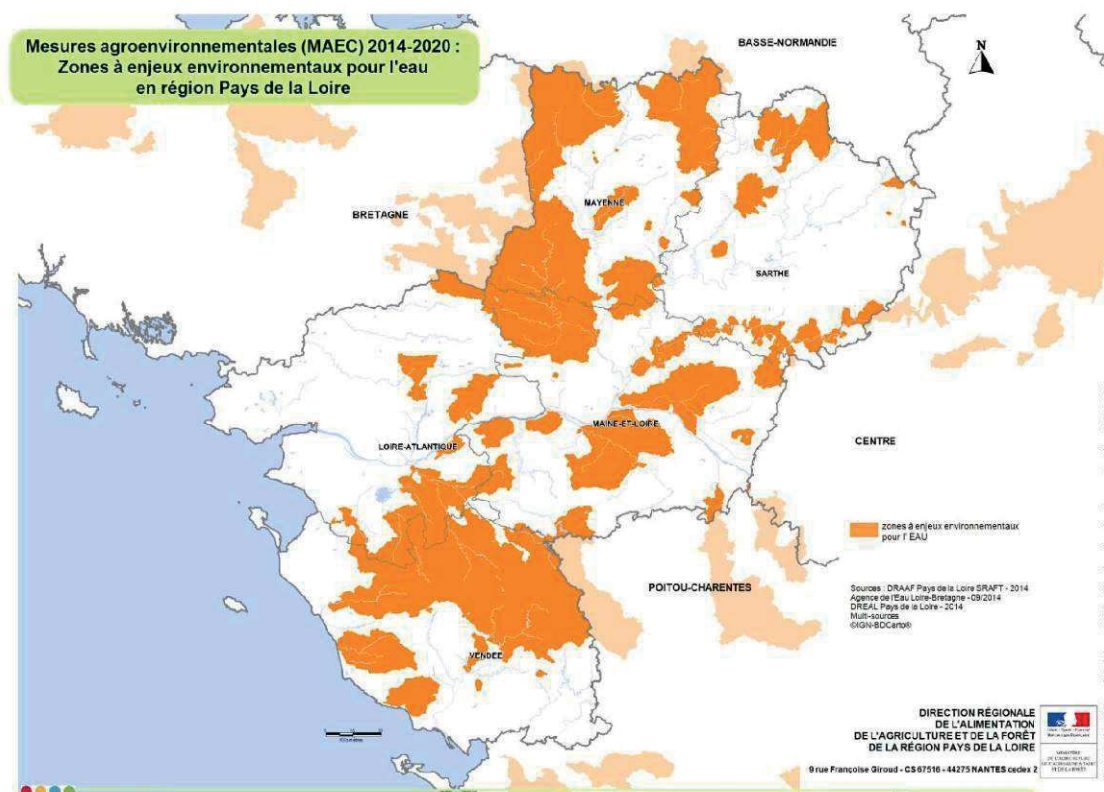 Mesures agroenvironnementales (MAEC) 2014-2020 :
Zones à enjeux environnementaux pour l'eau
en région Pays de la Loire
BASSE-NORMANDIE
N
BRETAGNE
MAYENNE
SARTHE
MAINE-ET-LOIRE
LOIRE-ATLANTIQUE
CENTRE
VENDEE
POITOU-CHARENTES
zones à enjeux environnementaux
pour l' EAU
Sources : DRAAF Pays de la Loire SRAFT - 2014
Agence de l'Eau Loire-Bretagne - 09/2014
DREAL Pays de la Loire - 2014
Multi-sources
©IGN-BDCarto®
DIRECTION RÉGIONALE
DE L'ALIMENTATION
DE L'AGRICULTURE ET DE LA FORÊT
DE LA RÉGION PAYS DE LA LOIRE
9 rue Françoise Giroud - CS 67516 - 44275 NANTES cedex 2